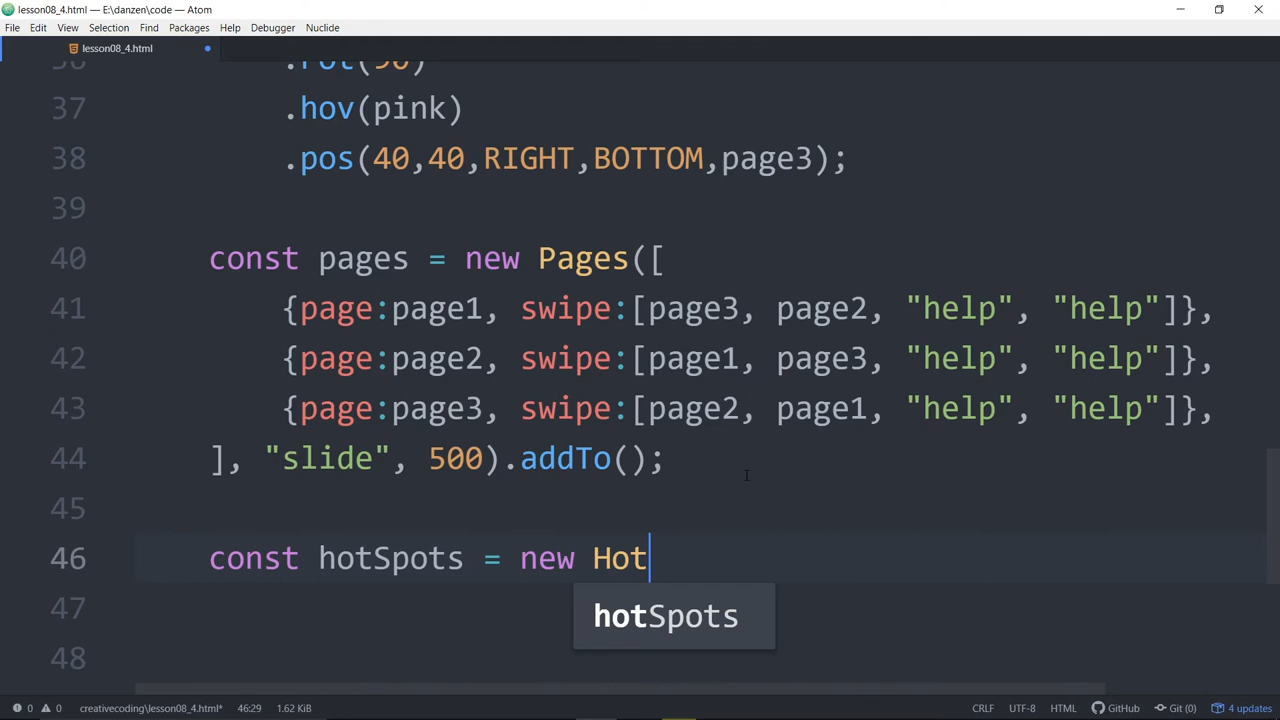 lesson08_4.html — E:\danzen\code — Atom
File Edit View Selection Find Packages Help Debugger Nuclide
lesson08_4.html
36 .rot(90)
37 .hov(pink)
38 .pos(40,40,RIGHT,BOTTOM,page3);
39
40 const pages = new Pages([
41 {page:page1, swipe:[page3, page2, "help", "help"]},
42 {page:page2, swipe:[page1, page3, "help", "help"]},
43 {page:page3, swipe:[page2, page1, "help", "help"]},
44 ], "slide", 500).addTo();
45
46 const hotSpots = new Hot
hotSpots
47
48
0 0 creativecoding\lesson08_4.html* 46:29 1.62 KiB CRLF UTF-8 HTML GitHub Git (0) 4 updates